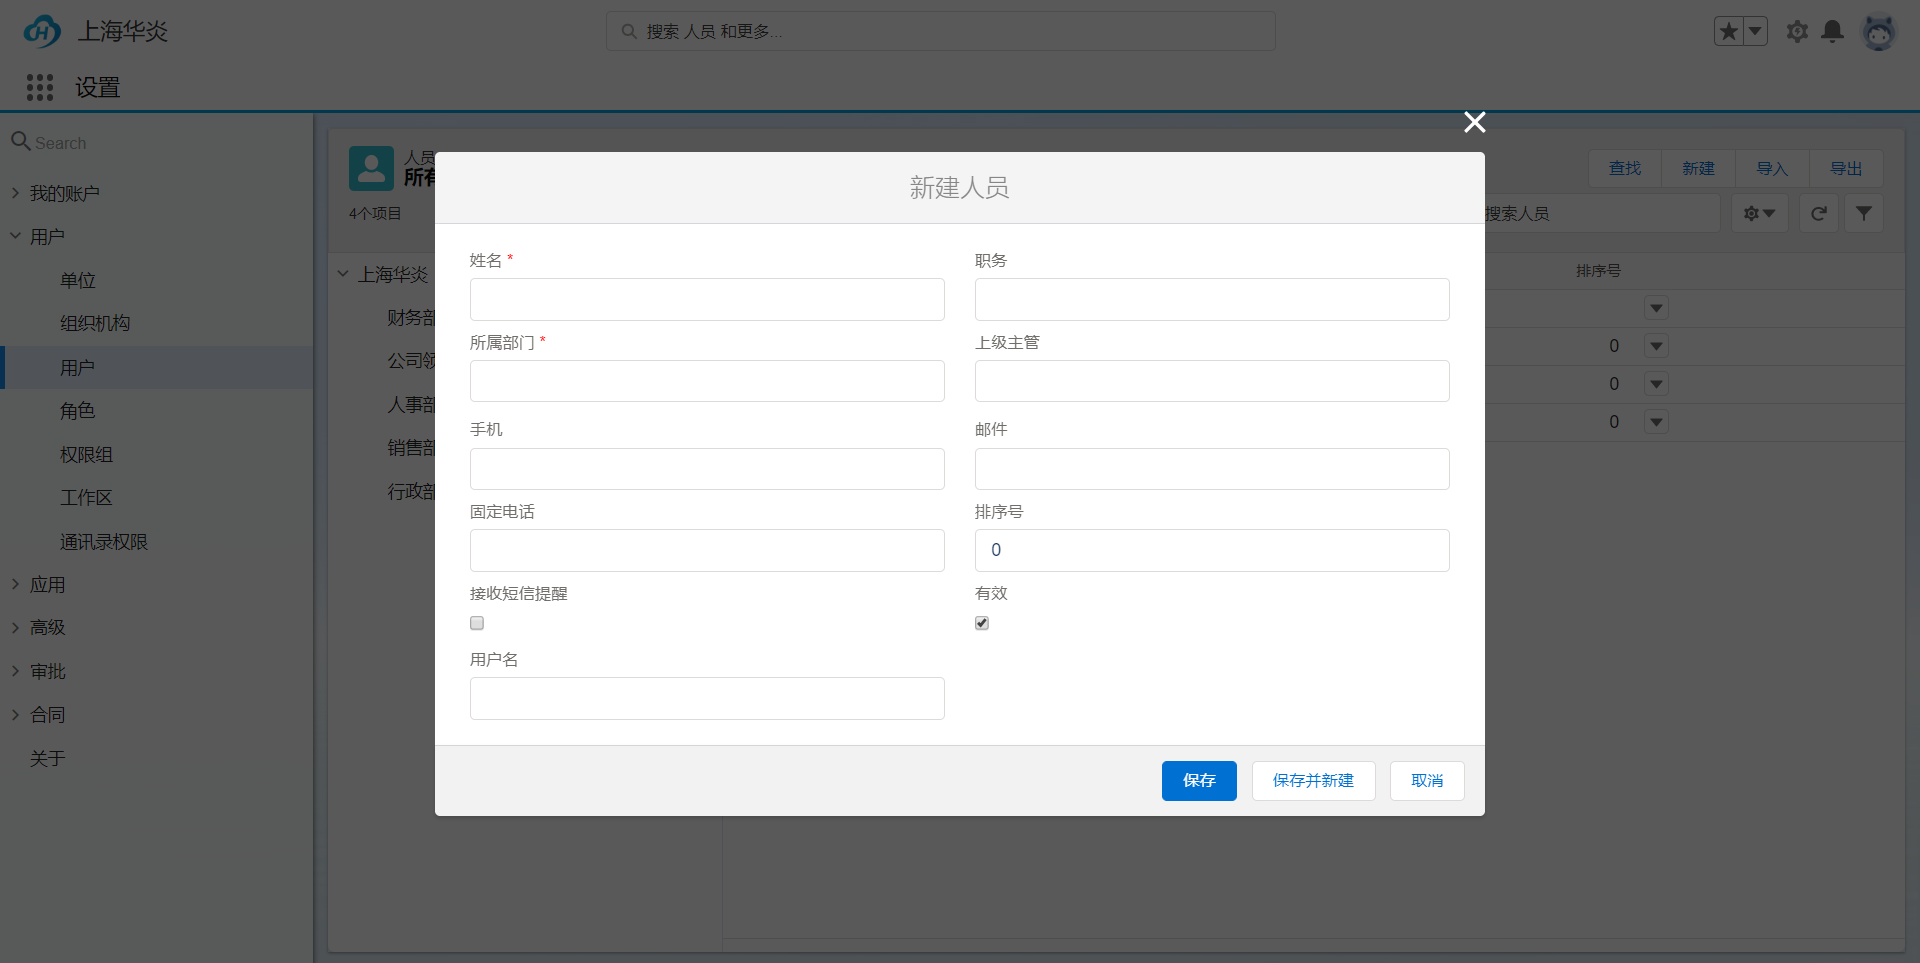 上海华炎
搜索 人员 和更多...
设置
Search
我的账户
用户
单位
组织机构
用户
角色
权限组
工作区
通讯录权限
应用
高级
审批
合同
关于
人员
所有
4个项目
查找
新建
导入
导出
搜索人员
上海华炎
财务部
公司领
人事部
销售部
行政部
排序号
0
0
0
新建人员
姓名 *
职务
所属部门 *
上级主管
手机
邮件
固定电话
排序号
0
接收短信提醒
有效
用户名
保存
保存并新建
取消